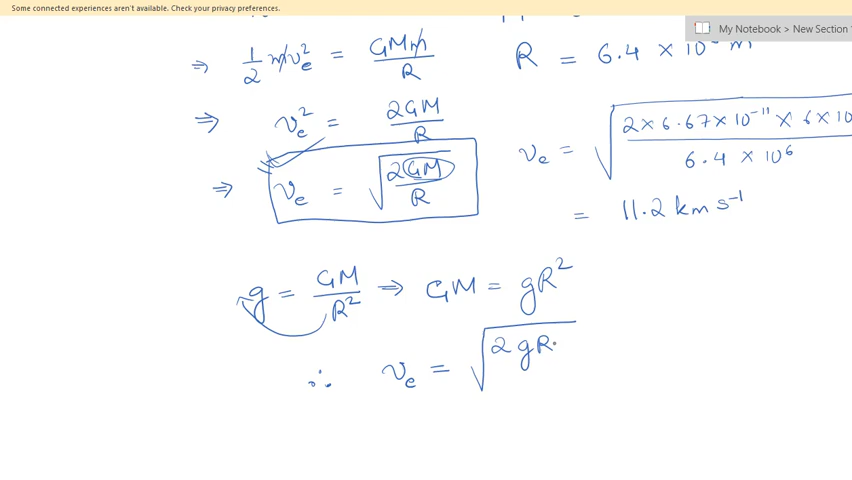 Some connected experiences aren't available. Check your privacy preferences.
My Notebook > New Section
⇒ 1/2 mv_e² = GMm/R
R = 6.4 × 10 m
⇒ v_e² = 2GM/R
⇒ v_e = √(2GM/R)
v_e = √(2 × 6.67 × 10⁻¹¹ × 6 × 10 / 6.4 × 10⁶)
= 11.2 km s⁻¹
g = GM/R² ⇒ GM = gR²
∴ v_e = √2gR